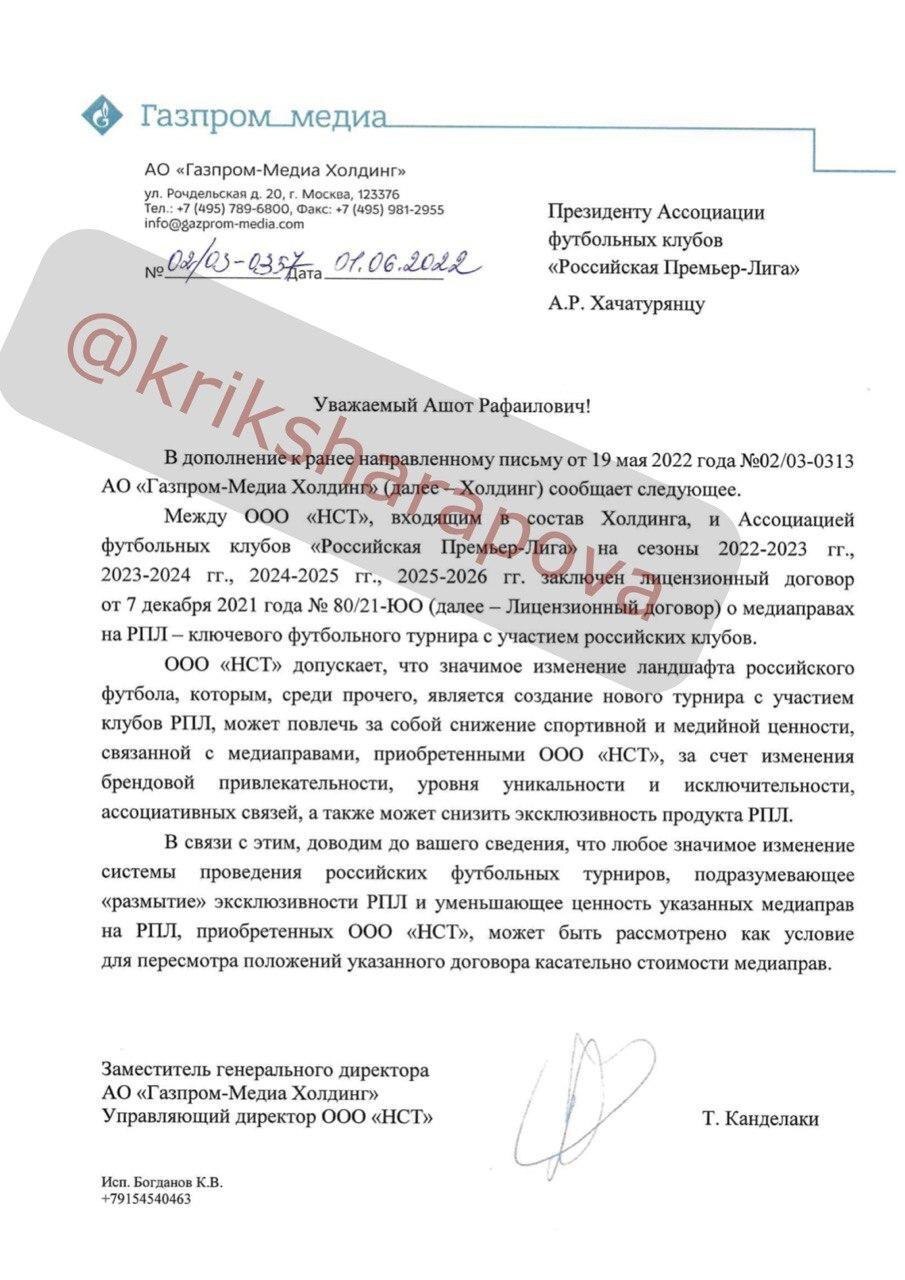 Газпром_медиа
АО «Газпром-Медиа Холдинг»
ул. Рочдельская д. 20, г. Москва, 123376
Тел.: +7 (495) 789-6800, Факс: +7 (495) 981-2955
info@gazprom-media.com
№ 02/03-0357 Дата 01.06.2022
Президенту Ассоциации
футбольных клубов
«Российская Премьер-Лига»
А.Р. Хачатурянцу
@kriksharapova
Уважаемый Ашот Рафаилович!
В дополнение к ранее направленному письму от 19 мая 2022 года №02/03-0313
АО «Газпром-Медиа Холдинг» (далее – Холдинг) сообщает следующее.
Между ООО «НСТ», входящим в состав Холдинга, и Ассоциацией
футбольных клубов «Российская Премьер-Лига» на сезоны 2022-2023 гг.,
2023-2024 гг., 2024-2025 гг., 2025-2026 гг. заключен лицензионный договор
от 7 декабря 2021 года № 80/21-ЮО (далее – Лицензионный договор) о медиаправах
на РПЛ – ключевого футбольного турнира с участием российских клубов.
ООО «НСТ» допускает, что значимое изменение ландшафта российского
футбола, которым, среди прочего, является создание нового турнира с участием
клубов РПЛ, может повлечь за собой снижение спортивной и медийной ценности,
связанной с медиаправами, приобретенными ООО «НСТ», за счет изменения
брендовой привлекательности, уровня уникальности и исключительности,
ассоциативных связей, а также может снизить эксклюзивность продукта РПЛ.
В связи с этим, доводим до вашего сведения, что любое значимое изменение
системы проведения российских футбольных турниров, подразумевающее
«размытие» эксклюзивности РПЛ и уменьшающее ценность указанных медиаправ
на РПЛ, приобретенных ООО «НСТ», может быть рассмотрено как условие
для пересмотра положений указанного договора касательно стоимости медиаправ.
Заместитель генерального директора
АО «Газпром-Медиа Холдинг»
Управляющий директор ООО «НСТ»
Т. Канделаки
Исп. Богданов К.В.
+79154540463